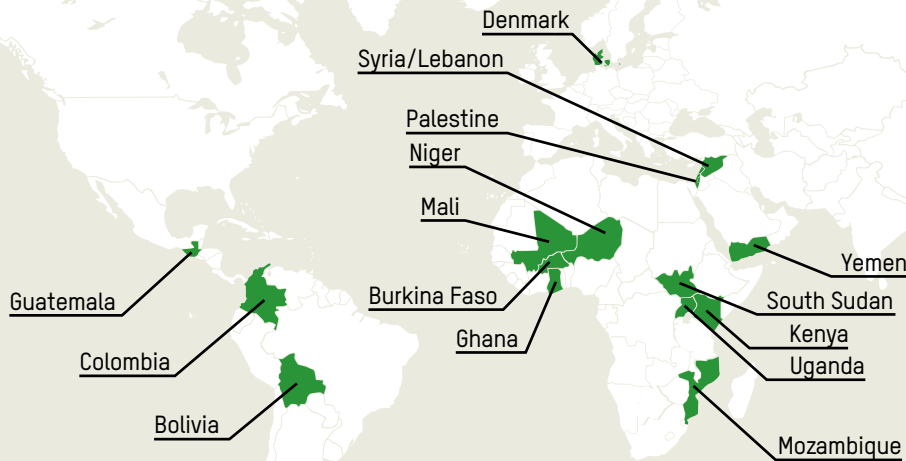 Denmark
Syria/Lebanon
Palestine
Niger
Mali
Yemen
Guatemala
Burkina Faso
South Sudan
Ghana
Kenya
Colombia
Uganda
Bolivia
Mozambique